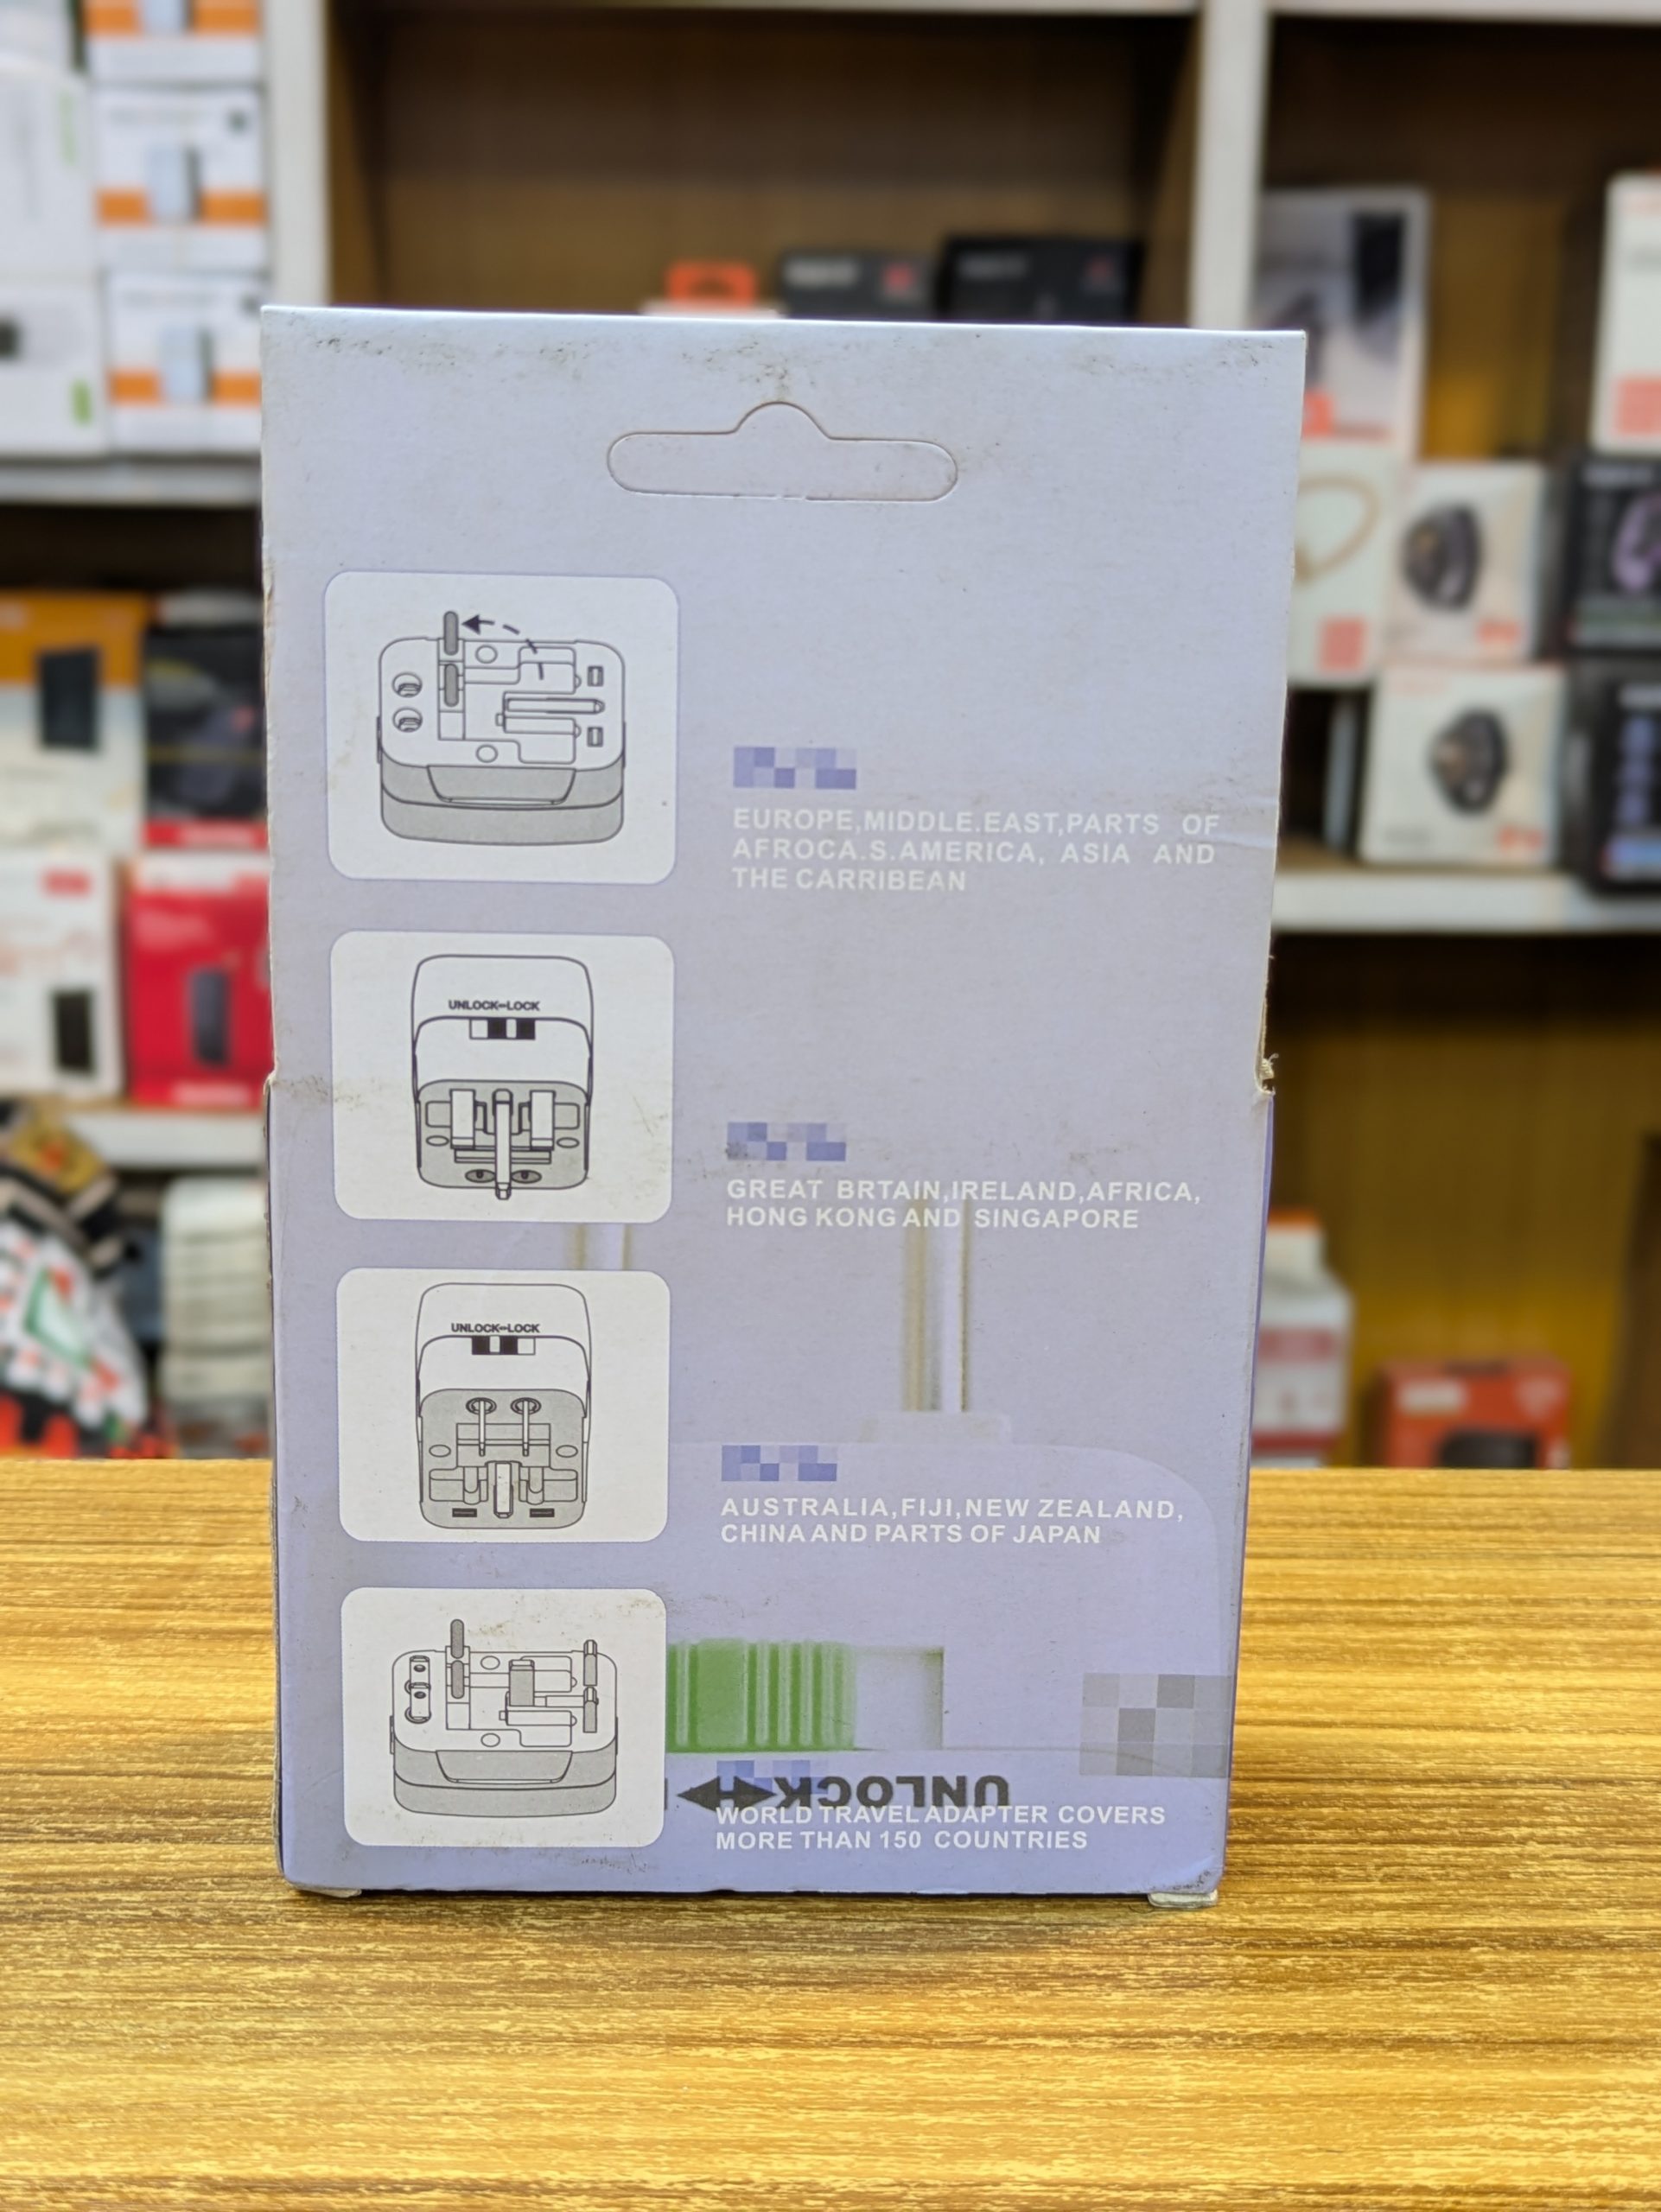 EUROPE,MIDDLE.EAST,PARTS OF
AFROCA.S.AMERICA, ASIA AND
THE CARRIBEAN
UNLOCK↔LOCK
GREAT BRTAIN,IRELAND,AFRICA,
HONG KONG AND SINGAPORE
UNLOCK↔LOCK
AUSTRALIA,FIJI,NEW ZEALAND,
CHINA AND PARTS OF JAPAN
UNLOCK
WORLD TRAVEL ADAPTER COVERS
MORE THAN 150 COUNTRIES